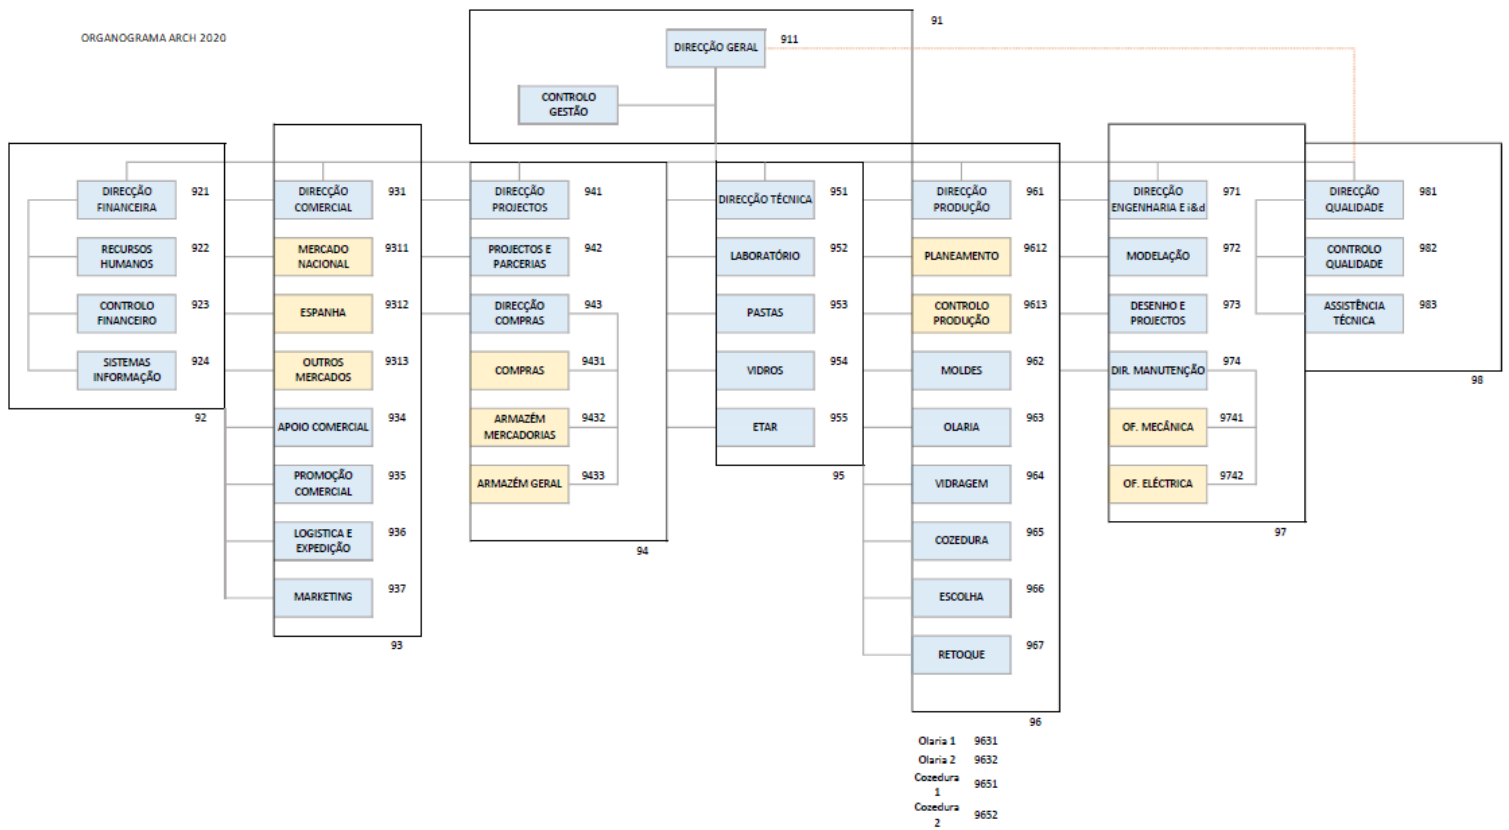 ORGANOGRAMA ARCH 2020
91
DIRECÇÃO GERAL
911
CONTROLO
GESTÃO
DIRECÇÃO
FINANCEIRA
921
RECURSOS
HUMANOS
922
CONTROLO
FINANCEIRO
923
SISTEMAS
INFORMAÇÃO
924
92
DIRECÇÃO
COMERCIAL
931
MERCADO
NACIONAL
9311
ESPANHA
9312
OUTROS
MERCADOS
9313
APOIO COMERCIAL
934
PROMOÇÃO
COMERCIAL
935
LOGISTICA E
EXPEDIÇÃO
936
MARKETING
937
93
DIRECÇÃO
PROJECTOS
941
PROJECTOS E
PARCERIAS
942
DIRECÇÃO
COMPRAS
943
COMPRAS
9431
ARMAZÉM
MERCADORIAS
9432
ARMAZÉM GERAL
9433
94
DIRECÇÃO TÉCNICA
951
LABORATÓRIO
952
PASTAS
953
VIDROS
954
ETAR
955
95
DIRECÇÃO
PRODUÇÃO
961
PLANEAMENTO
9612
CONTROLO
PRODUÇÃO
9613
MOLDES
962
OLARIA
963
VIDRAGEM
964
COZEDURA
965
ESCOLHA
966
RETOQUE
967
96
Olaria 1 9631
Olaria 2 9632
Cozedura
1
9651
Cozedura
2
9652
DIRECÇÃO
ENGENHARIA E i&d
971
MODELAÇÃO
972
DESENHO E
PROJECTOS
973
DIR. MANUTENÇÃO
974
OF. MECÂNICA
9741
OF. ELÉCTRICA
9742
97
DIRECÇÃO
QUALIDADE
981
CONTROLO
QUALIDADE
982
ASSISTÊNCIA
TÉCNICA
983
98